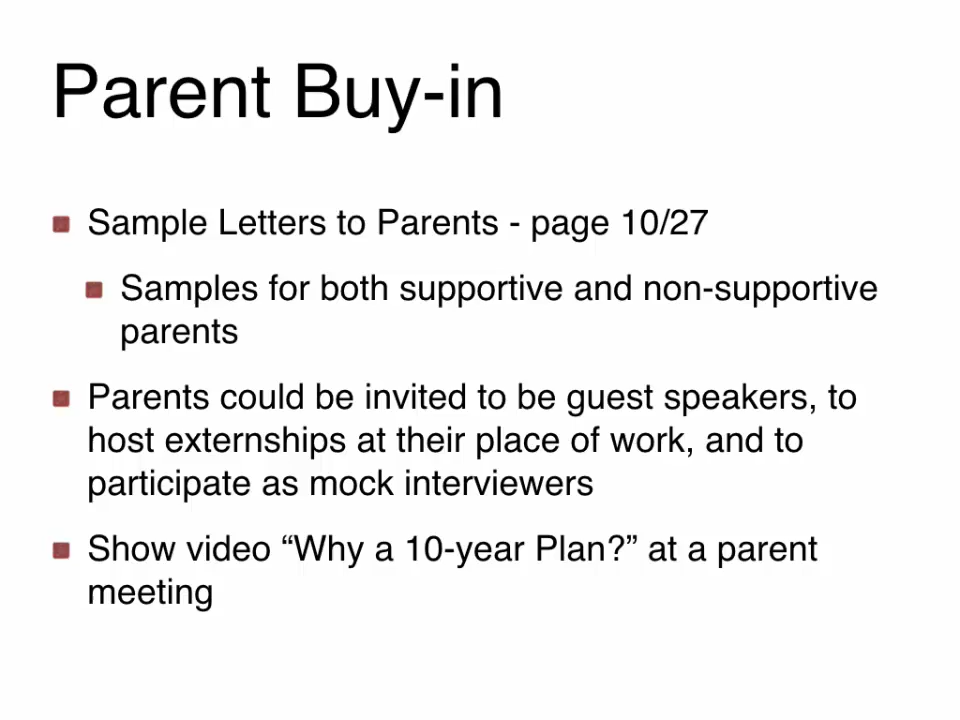 Parent Buy-in
Sample Letters to Parents - page 10/27
Samples for both supportive and non-supportive
parents
Parents could be invited to be guest speakers, to
host externships at their place of work, and to
participate as mock interviewers
Show video “Why a 10-year Plan?” at a parent
meeting